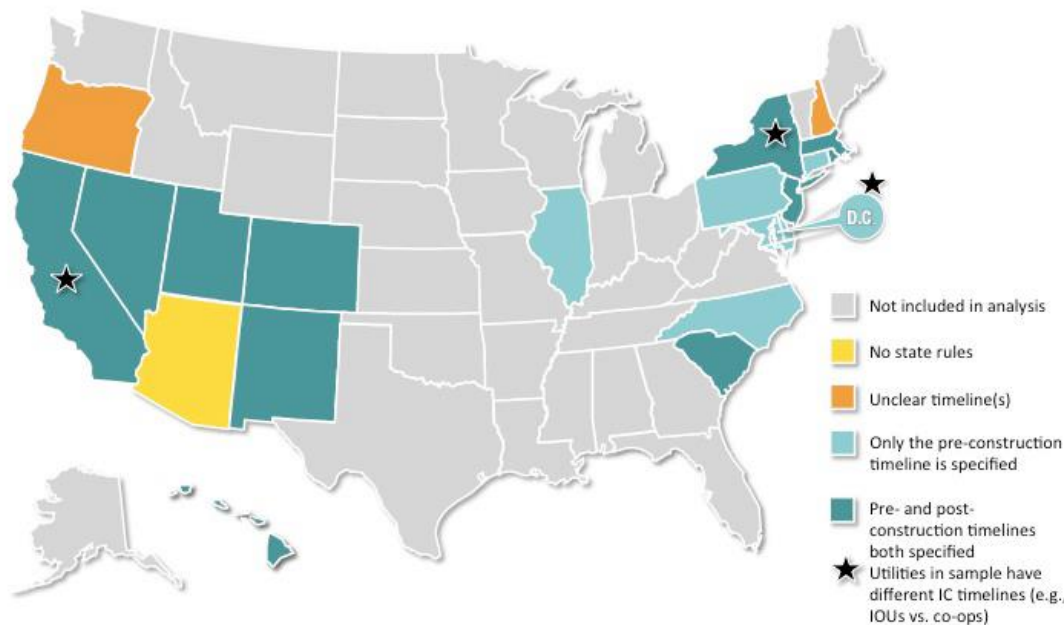 D.C.
Not included in analysis
No state rules
Unclear timeline(s)
Only the pre-construction
timeline is specified
Pre- and post-
construction timelines
both specified
Utilities in sample have
different IC timelines (e.g.,
IOUs vs. co-ops)